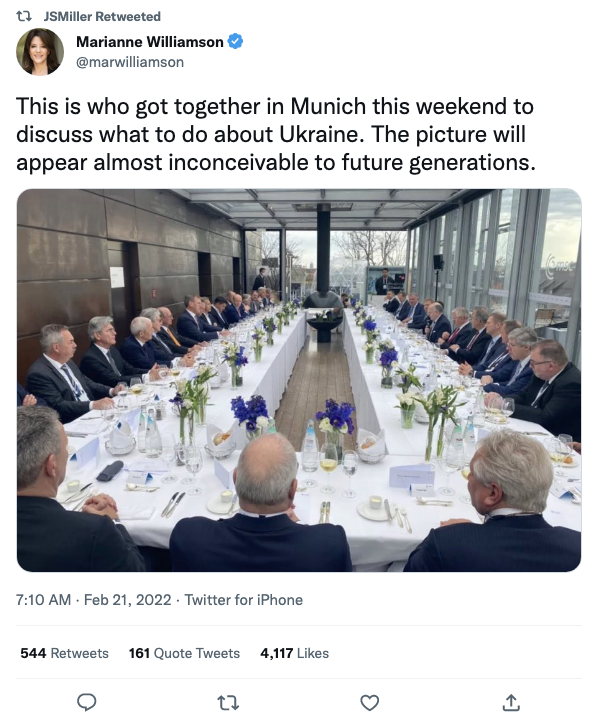 JSMiller Retweeted
Marianne Williamson
@marwilliamson
This is who got together in Munich this weekend to
discuss what to do about Ukraine. The picture will
appear almost inconceivable to future generations.
7:10 AM · Feb 21, 2022 · Twitter for iPhone
544 Retweets 161 Quote Tweets 4,117 Likes